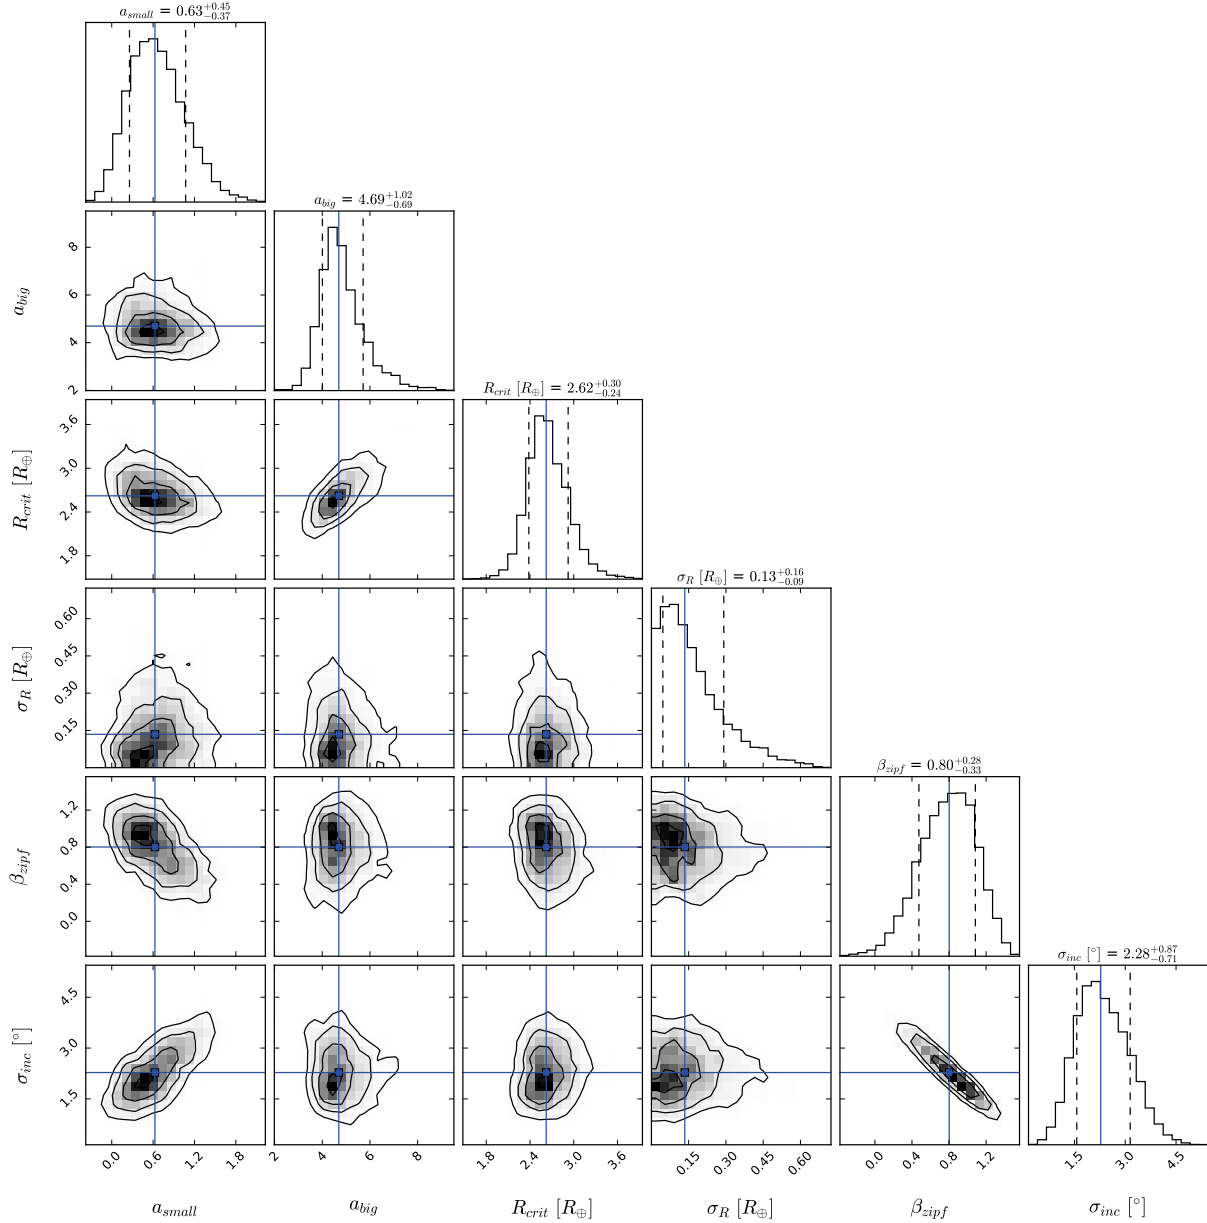 a_small = 0.63 +0.45 −0.37
a_big = 4.69 +1.02 −0.69
R_crit [R⊕] = 2.62 +0.30 −0.24
σ_R [R⊕] = 0.13 +0.16 −0.09
β_zipf = 0.80 +0.28 −0.33
σ_inc [°] = 2.28 +0.87 −0.71
a_big
8
6
4
2
R_crit [R⊕]
3.6
3.0
2.4
1.8
σ_R [R⊕]
0.60
0.45
0.30
0.15
β_zipf
1.2
0.8
0.4
0.0
σ_inc [°]
4.5
3.0
1.5
0.0 0.6 1.2 1.8
2 4 6 8
1.8 2.4 3.0 3.6
0.15 0.30 0.45 0.60
0.0 0.4 0.8 1.2
1.5 3.0 4.5
a_small
a_big
R_crit [R⊕]
σ_R [R⊕]
β_zipf
σ_inc [°]